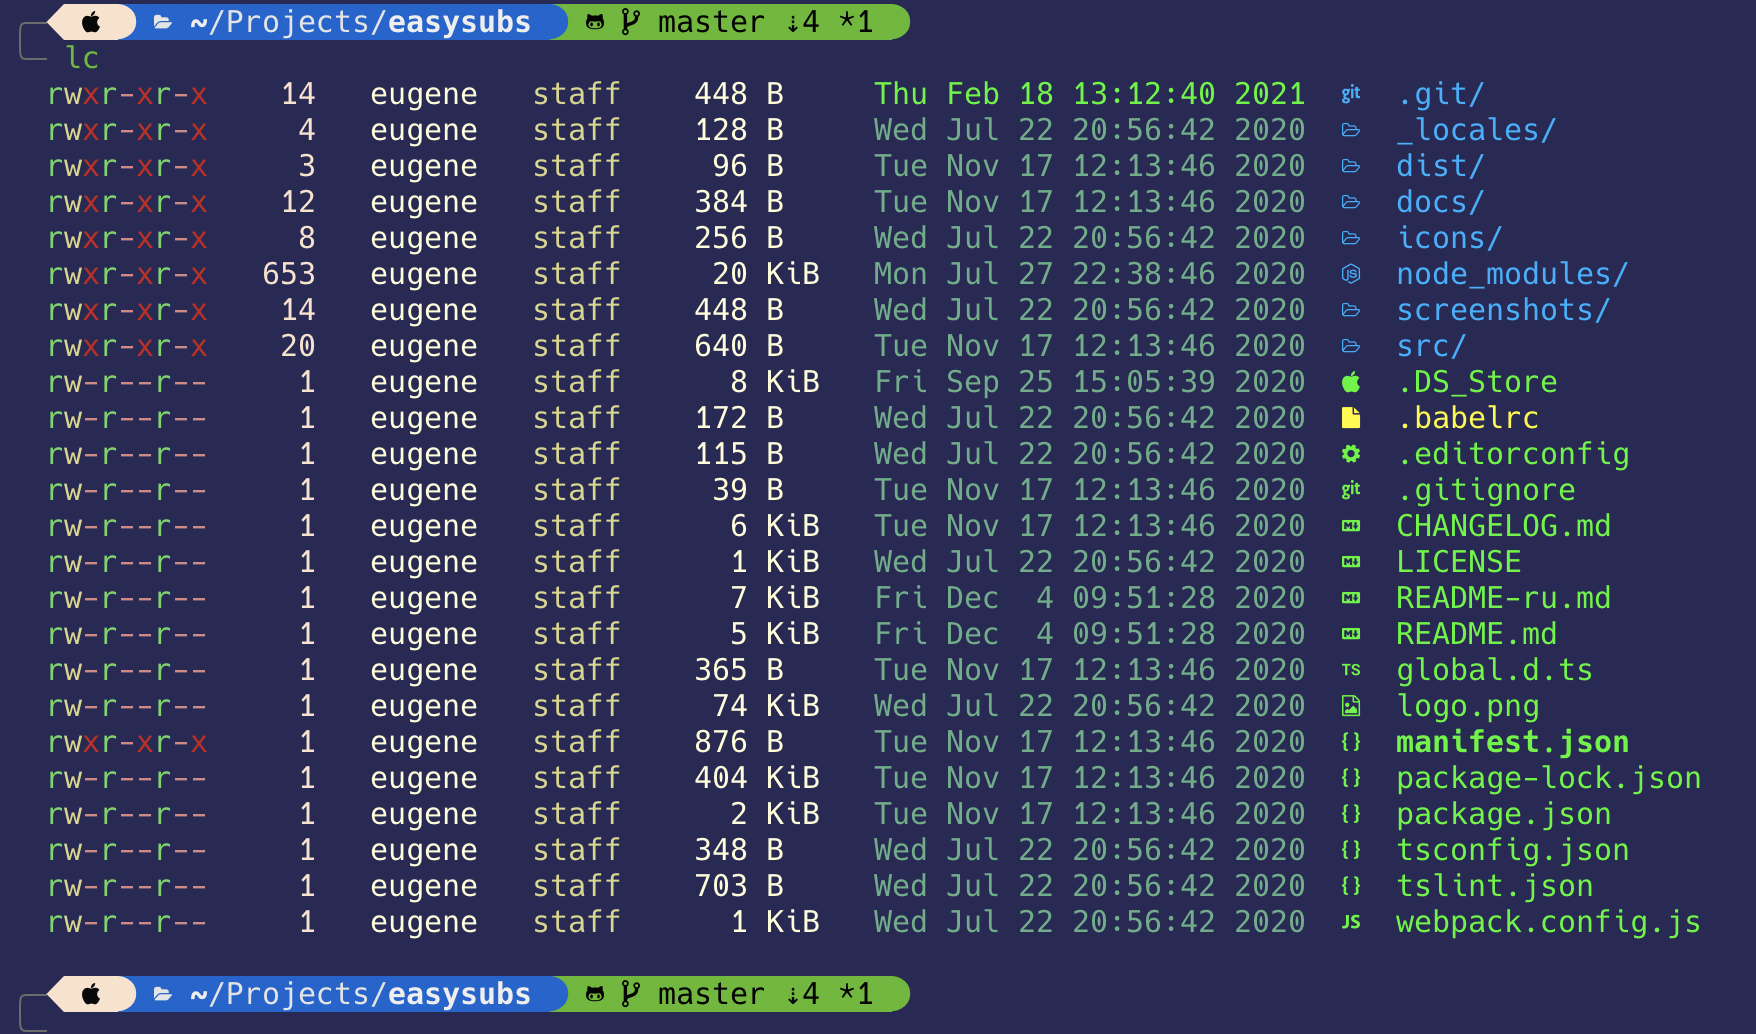 ~/Projects/easysubs master ⇣4 *1
lc
rwxr-xr-x 14 eugene staff 448 B Thu Feb 18 13:12:40 2021 git .git/
rwxr-xr-x 4 eugene staff 128 B Wed Jul 22 20:56:42 2020 _locales/
rwxr-xr-x 3 eugene staff 96 B Tue Nov 17 12:13:46 2020 dist/
rwxr-xr-x 12 eugene staff 384 B Tue Nov 17 12:13:46 2020 docs/
rwxr-xr-x 8 eugene staff 256 B Wed Jul 22 20:56:42 2020 icons/
rwxr-xr-x 653 eugene staff 20 KiB Mon Jul 27 22:38:46 2020 JS node_modules/
rwxr-xr-x 14 eugene staff 448 B Wed Jul 22 20:56:42 2020 screenshots/
rwxr-xr-x 20 eugene staff 640 B Tue Nov 17 12:13:46 2020 src/
rw-r--r-- 1 eugene staff 8 KiB Fri Sep 25 15:05:39 2020 .DS_Store
rw-r--r-- 1 eugene staff 172 B Wed Jul 22 20:56:42 2020 .babelrc
rw-r--r-- 1 eugene staff 115 B Wed Jul 22 20:56:42 2020 .editorconfig
rw-r--r-- 1 eugene staff 39 B Tue Nov 17 12:13:46 2020 git .gitignore
rw-r--r-- 1 eugene staff 6 KiB Tue Nov 17 12:13:46 2020 CHANGELOG.md
rw-r--r-- 1 eugene staff 1 KiB Wed Jul 22 20:56:42 2020 LICENSE
rw-r--r-- 1 eugene staff 7 KiB Fri Dec 4 09:51:28 2020 README-ru.md
rw-r--r-- 1 eugene staff 5 KiB Fri Dec 4 09:51:28 2020 README.md
rw-r--r-- 1 eugene staff 365 B Tue Nov 17 12:13:46 2020 TS global.d.ts
rw-r--r-- 1 eugene staff 74 KiB Wed Jul 22 20:56:42 2020 logo.png
rwxr-xr-x 1 eugene staff 876 B Tue Nov 17 12:13:46 2020 {} manifest.json
rw-r--r-- 1 eugene staff 404 KiB Tue Nov 17 12:13:46 2020 {} package-lock.json
rw-r--r-- 1 eugene staff 2 KiB Tue Nov 17 12:13:46 2020 {} package.json
rw-r--r-- 1 eugene staff 348 B Wed Jul 22 20:56:42 2020 {} tsconfig.json
rw-r--r-- 1 eugene staff 703 B Wed Jul 22 20:56:42 2020 {} tslint.json
rw-r--r-- 1 eugene staff 1 KiB Wed Jul 22 20:56:42 2020 JS webpack.config.js
~/Projects/easysubs master ⇣4 *1